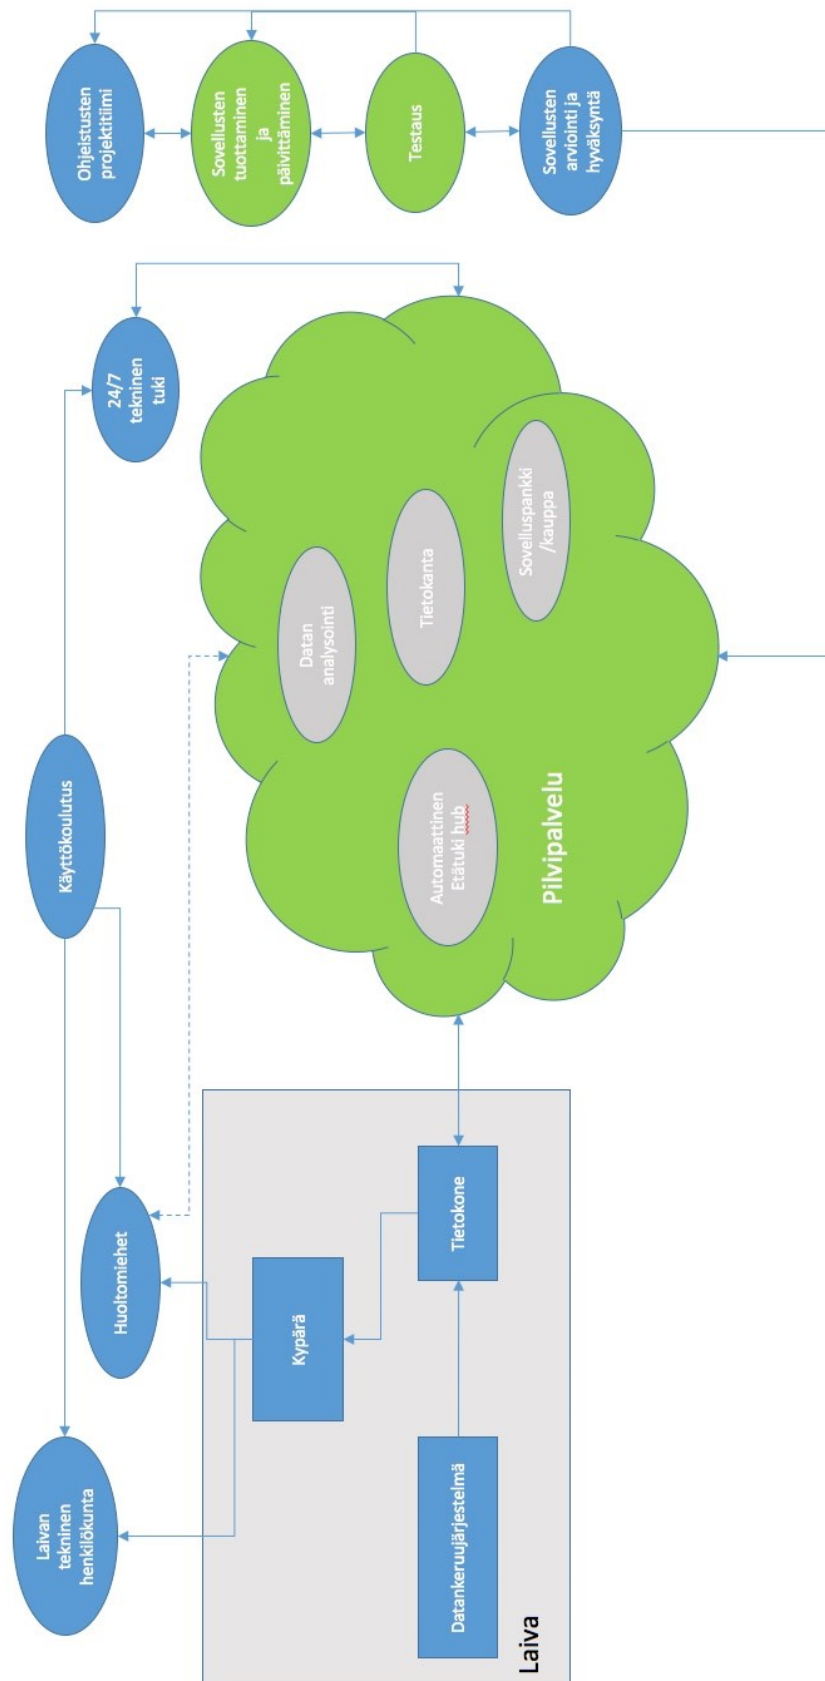 Laivan
tekninen
henkilökunta
Huoltomiehet
Käyttökoulutus
24/7
tekninen
tuki
Ohjeistusten
projektitiimi
Sovellusten
tuottaminen
ja
päivittäminen
Testaus
Sovellusten
arviointi ja
hyväksyntä
Kypärä
Datankeruujärjestelmä
Tietokone
Laiva
Datan
analysointi
Tietokanta
Sovelluspankki
/kauppa
Automaattinen
Etätuki hub
Pilvipalvelu